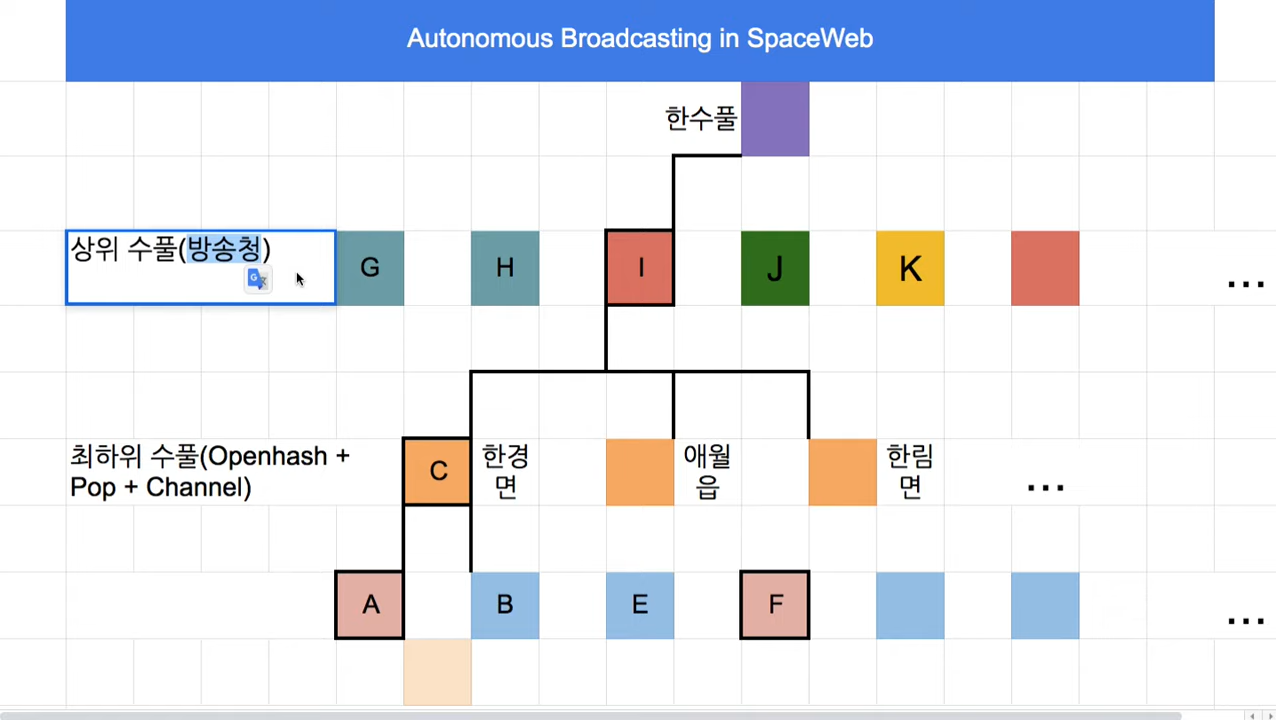 Autonomous Broadcasting in SpaceWeb
한수풀
상위 수풀(방송청)
G
H
I
J
K
...
최하위 수풀(Openhash +
Pop + Channel)
C
한경
면
애월
읍
한림
면
...
A
B
E
F
...